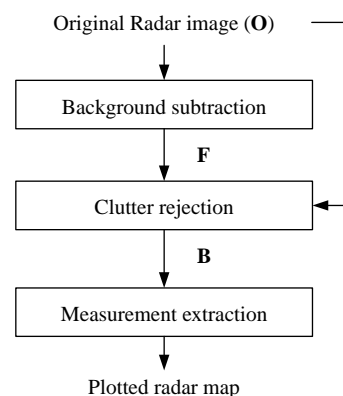 Original Radar image (O)
Background subtraction
F
Clutter rejection
B
Measurement extraction
Plotted radar map